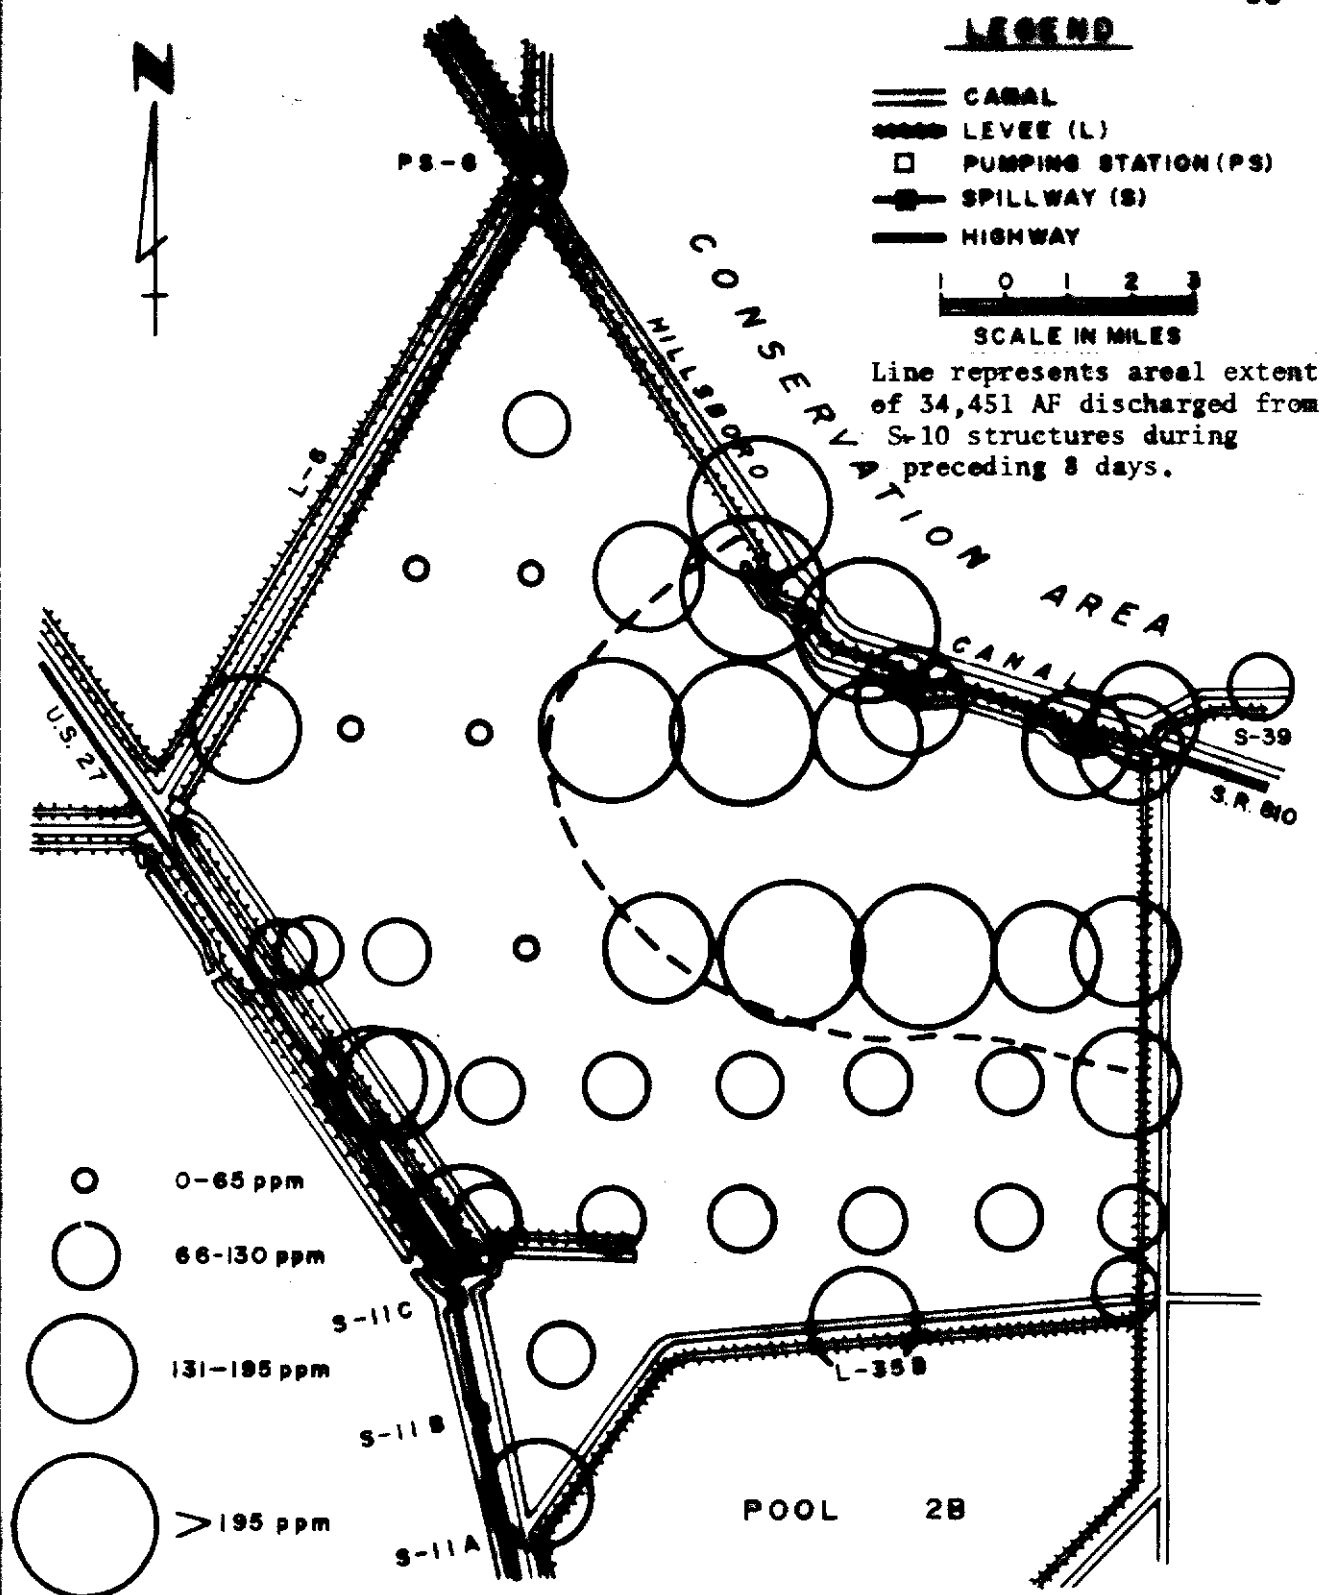 LEGEND
CANAL
LEVEE (L)
PUMPING STATION (PS)
SPILLWAY (S)
HIGHWAY
1 0 1 2 3
SCALE IN MILES
Line represents areal extent
of 34,451 AF discharged from
S-10 structures during
preceding 8 days.
N
PS-6
CONSERVATION AREA
HILLSBORO
CANAL
L-6
U.S. 27
S-39
S.R. 810
0-65 ppm
66-130 ppm
131-195 ppm
>195 ppm
S-11C
S-11B
S-11A
L-35B
POOL 2B